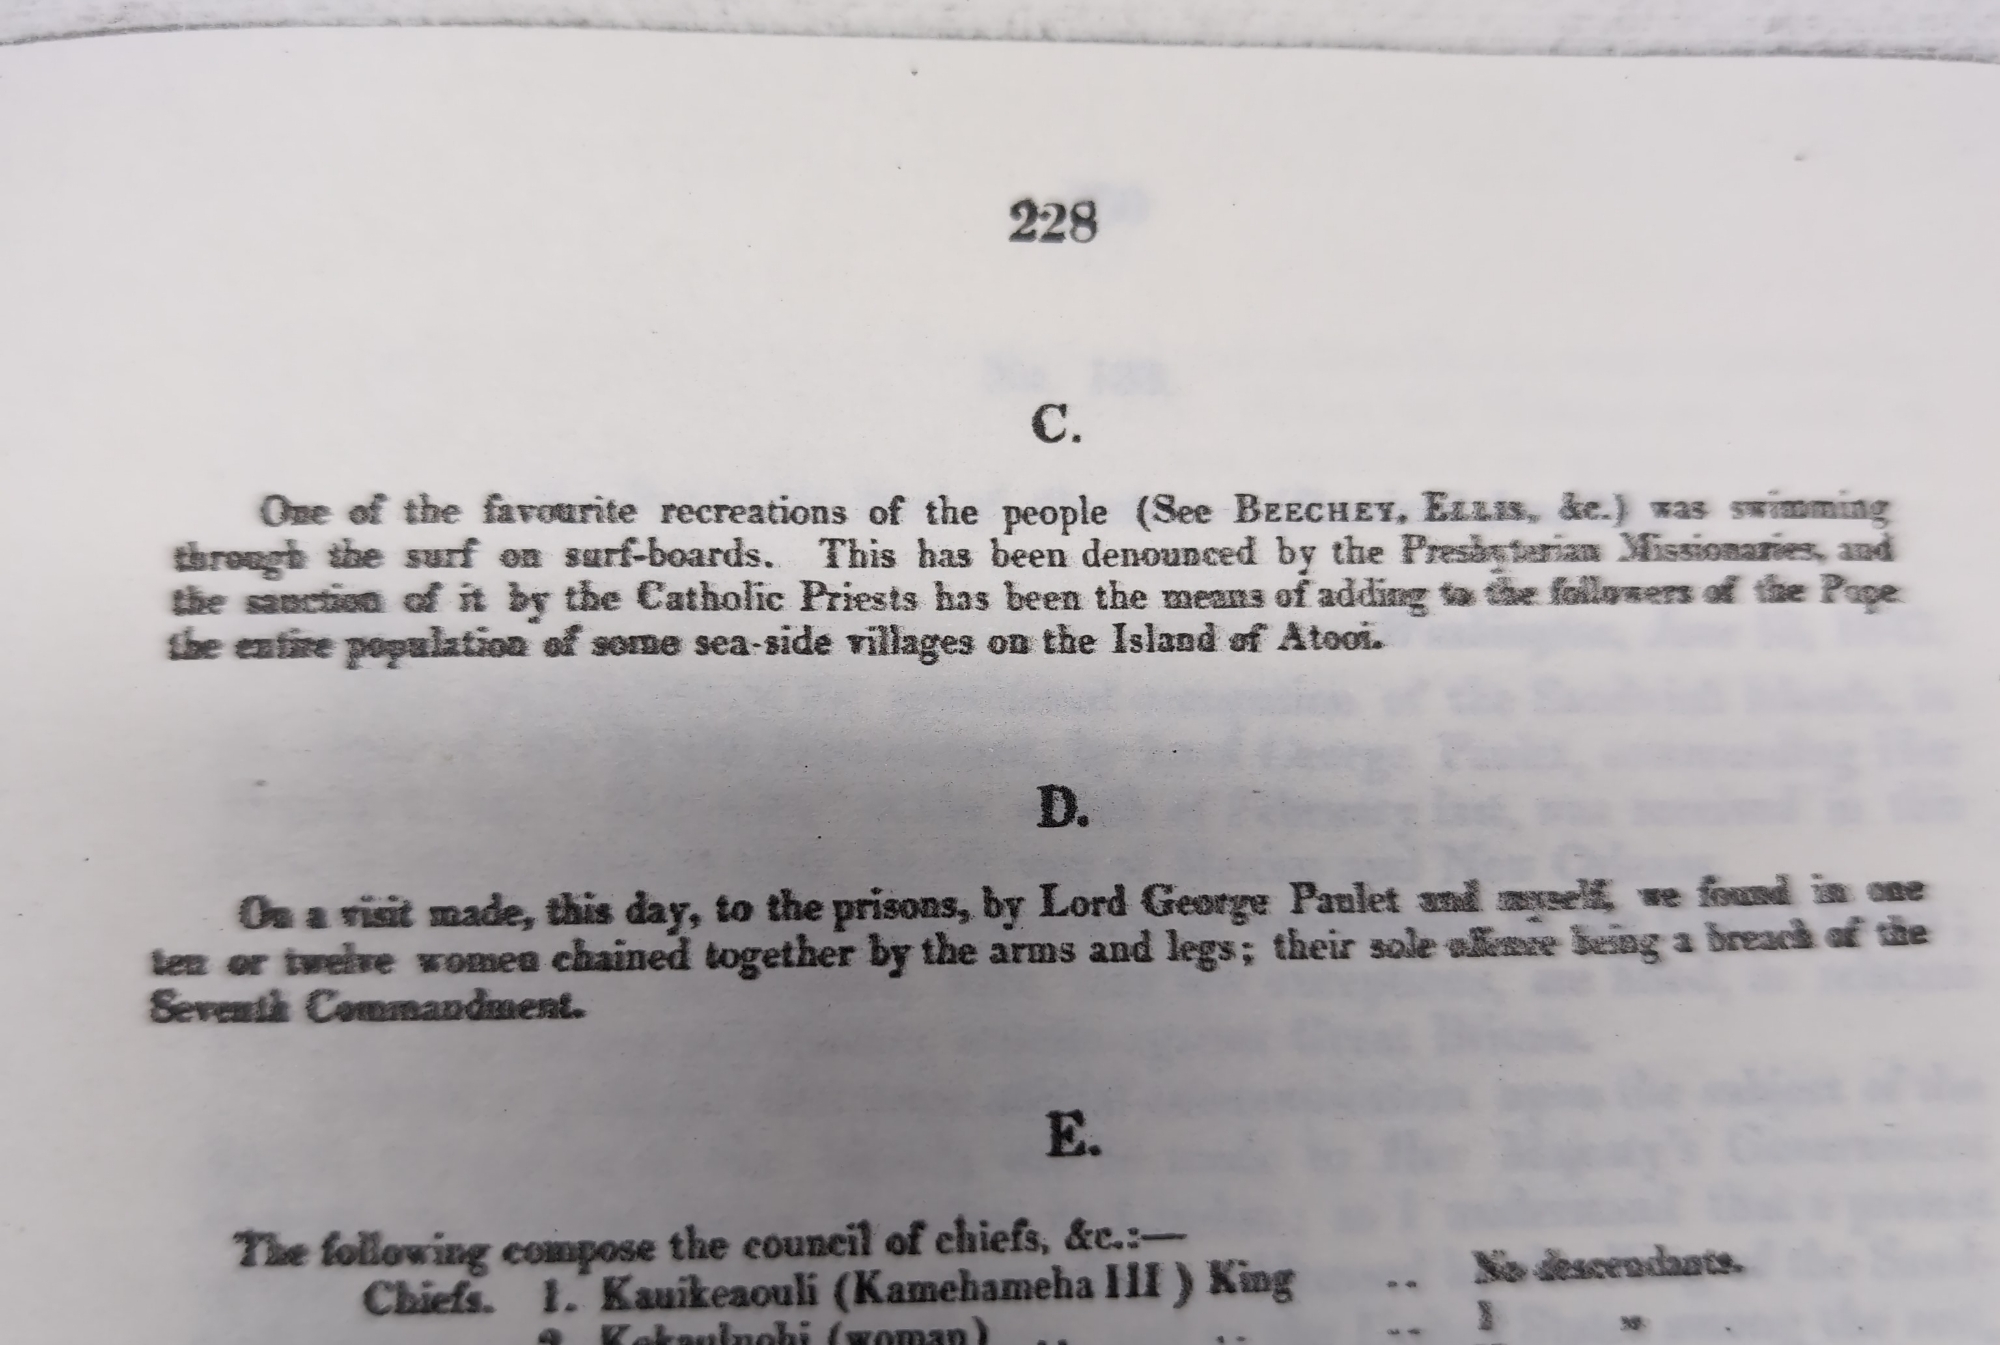 228
C.
One of the favourite recreations of the people (See BEECHEY, ELLIS, &c.) was swimming
through the surf on surf-boards. This has been denounced by the Presbyterian Missionaries, and
the sanction of it by the Catholic Priests has been the means of adding to the followers of the Pope
the entire population of some sea-side villages on the Island of Atooi.
D.
On a visit made, this day, to the prisons, by Lord George Paulet and myself, we found in one
ten or twelve women chained together by the arms and legs; their sole offence being a breach of the
Seventh Commandment.
E.
The following compose the council of chiefs, &c.:—
Chiefs. 1. Kauikeaouli (Kamehameha III) King .. No descendants.
2. (woman) .. .. .. 1 "